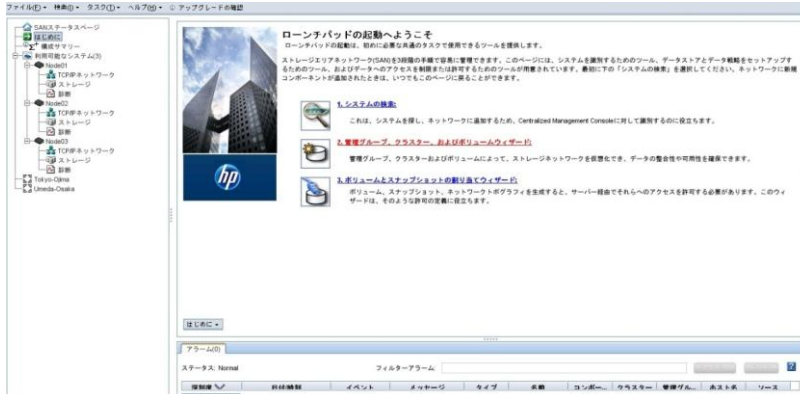 ファイル(F) 検索(I) タスク(T) ヘルプ(H) アップグレードの確認
SANステータスページ
はじめに
構成サマリー
利用可能なシステム(3)
Node01
TCP/IPネットワーク
ストレージ
診断
Node02
TCP/IPネットワーク
ストレージ
診断
Node03
TCP/IPネットワーク
ストレージ
診断
Tokyo-Ojima
Umeda-Osaka
ローンチパッドの起動へようこそ
ローンチパッドの起動は、初めに必要な共通のタスクで使用できるツールを提供します。
ストレージエリアネットワーク(SAN)を3段階の手順で容易に管理できます。このページには、システムを識別するためのツール、データストアとデータ戦略をセットアップす
るためのツール、およびデータへのアクセスを制限または許可するためのツールが用意されています。最初に下の「システムの検索」を選択してください。ネットワークに新規
コンポーネントが追加されたときは、いつでもこのページに戻ることができます。
1. システムの検索:
これは、システムを探し、ネットワークに追加するため、Centralized Management Consoleに対して識別するのに役立ちます。
2. 管理グループ、クラスター、およびボリュームウィザード:
管理グループ、クラスターおよびボリュームによって、ストレージネットワークを仮想化でき、データの整合性や可用性を確保できます。
3. ボリュームとスナップショットの割り当てウィザード:
ボリューム、スナップショット、ネットワークトポグラフィを生成すると、サーバー経由でそれらへのアクセスを許可する必要があります。このウィ
ザードは、そのような許可の定義に役立ちます。
hp
はじめに
アラーム(0)
ステータス: Normal フィルターアラーム:
?
深刻度 日付/時刻 イベント メッセージ タイプ 名前 コンポー... クラスター 管理グル... ホスト名 ソース